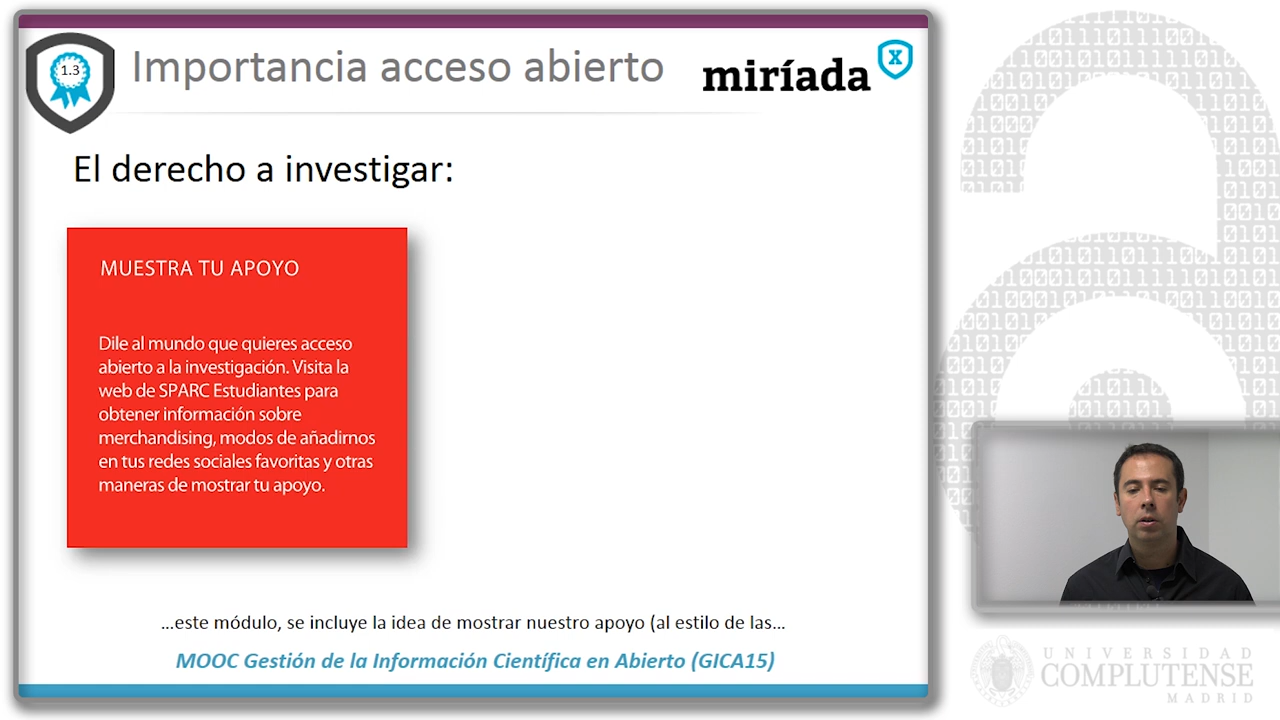 1.3
Importancia acceso abierto
miríada
X
El derecho a investigar:
MUESTRA TU APOYO
Dile al mundo que quieres acceso
abierto a la investigación. Visita la
web de SPARC Estudiantes para
obtener información sobre
merchandising, modos de añadirnos
en tus redes sociales favoritas y otras
maneras de mostrar tu apoyo.
...este módulo, se incluye la idea de mostrar nuestro apoyo (al estilo de las...
MOOC Gestión de la Información Científica en Abierto (GICA15)
UNIVERSIDAD
COMPLUTENSE
MADRID